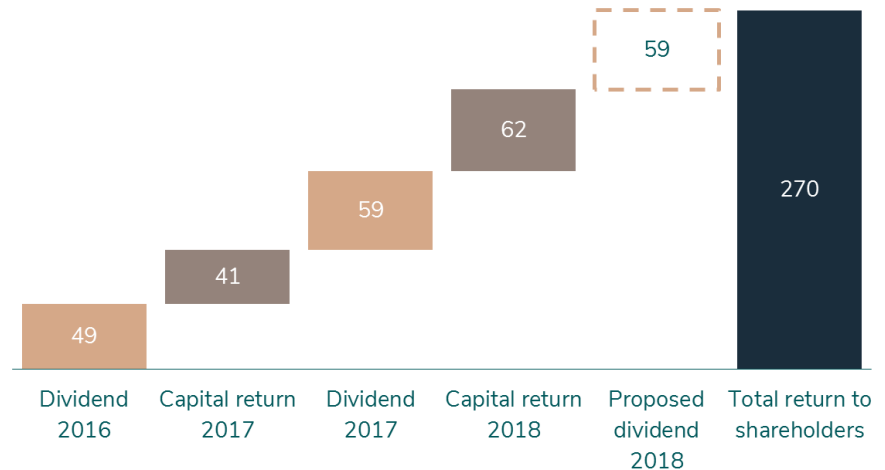 59
62
59
270
41
49
Dividend
2016
Capital return
2017
Dividend
2017
Capital return
2018
Proposed
dividend
2018
Total return to
shareholders